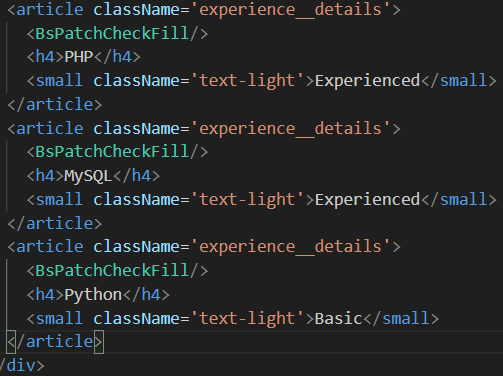 <article className='experience__details'>
<BsPatchCheckFill/>
<h4>PHP</h4>
<small className='text-light'>Experienced</small>
</article>
<article className='experience__details'>
<BsPatchCheckFill/>
<h4>MySQL</h4>
<small className='text-light'>Experienced</small>
</article>
<article className='experience__details'>
<BsPatchCheckFill/>
<h4>Python</h4>
<small className='text-light'>Basic</small>
</article>
/div>